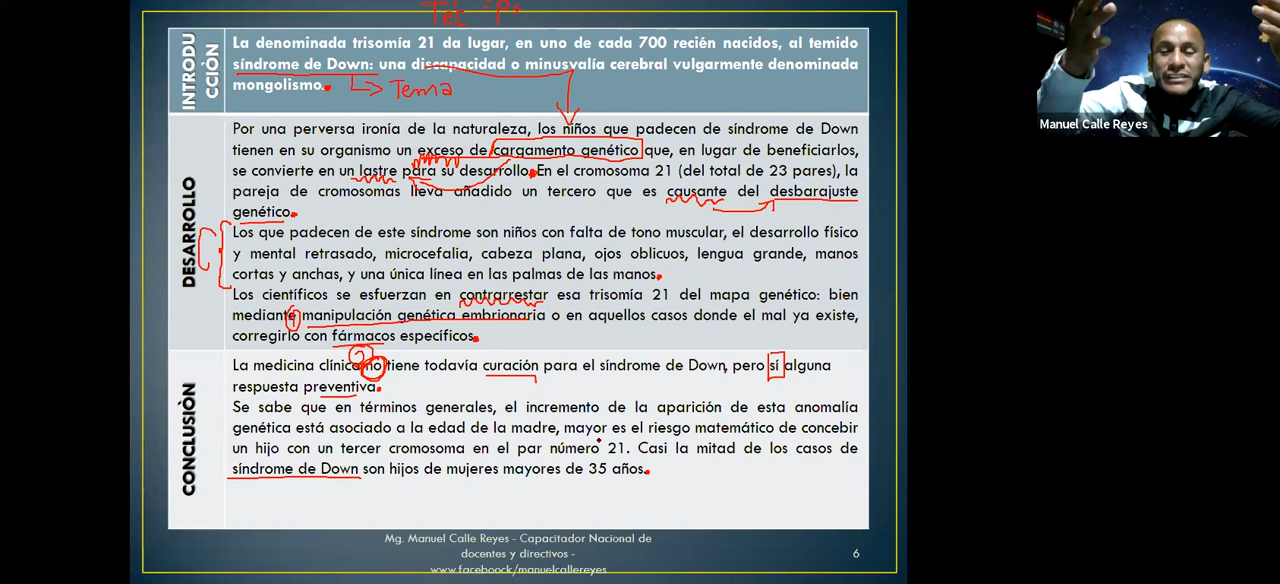 Téc
INTRODU
CCIÓN
La denominada trisomía 21 da lugar, en uno de cada 700 recién nacidos, al temido
síndrome de Down: una discapacidad o minusvalía cerebral vulgarmente denominada
mongolismo.
Tema
DESARROLLO
Por una perversa ironía de la naturaleza, los niños que padecen de síndrome de Down
tienen en su organismo un exceso de cargamento genético que, en lugar de beneficiarlos,
se convierte en un lastre para su desarrollo. En el cromosoma 21 (del total de 23 pares), la
pareja de cromosomas lleva añadido un tercero que es causante del desbarajuste
genético.
Los que padecen de este síndrome son niños con falta de tono muscular, el desarrollo físico
y mental retrasado, microcefalia, cabeza plana, ojos oblicuos, lengua grande, manos
cortas y anchas, y una única línea en las palmas de las manos.
Los científicos se esfuerzan en contrarrestar esa trisomía 21 del mapa genético: bien
mediante manipulación genética embrionaria o en aquellos casos donde el mal ya existe,
1
corregirlo con fármacos específicos.
2
CONCLUSIÒN
La medicina clínica no tiene todavía curación para el síndrome de Down, pero sí alguna
respuesta preventiva.
Se sabe que en términos generales, el incremento de la aparición de esta anomalía
genética está asociado a la edad de la madre, mayor es el riesgo matemático de concebir
un hijo con un tercer cromosoma en el par número 21. Casi la mitad de los casos de
síndrome de Down son hijos de mujeres mayores de 35 años.
Mg. Manuel Calle Reyes - Capacitador Nacional de
docentes y directivos -
www.faceboock/manuelcallereyes
6
Manuel Calle Reyes